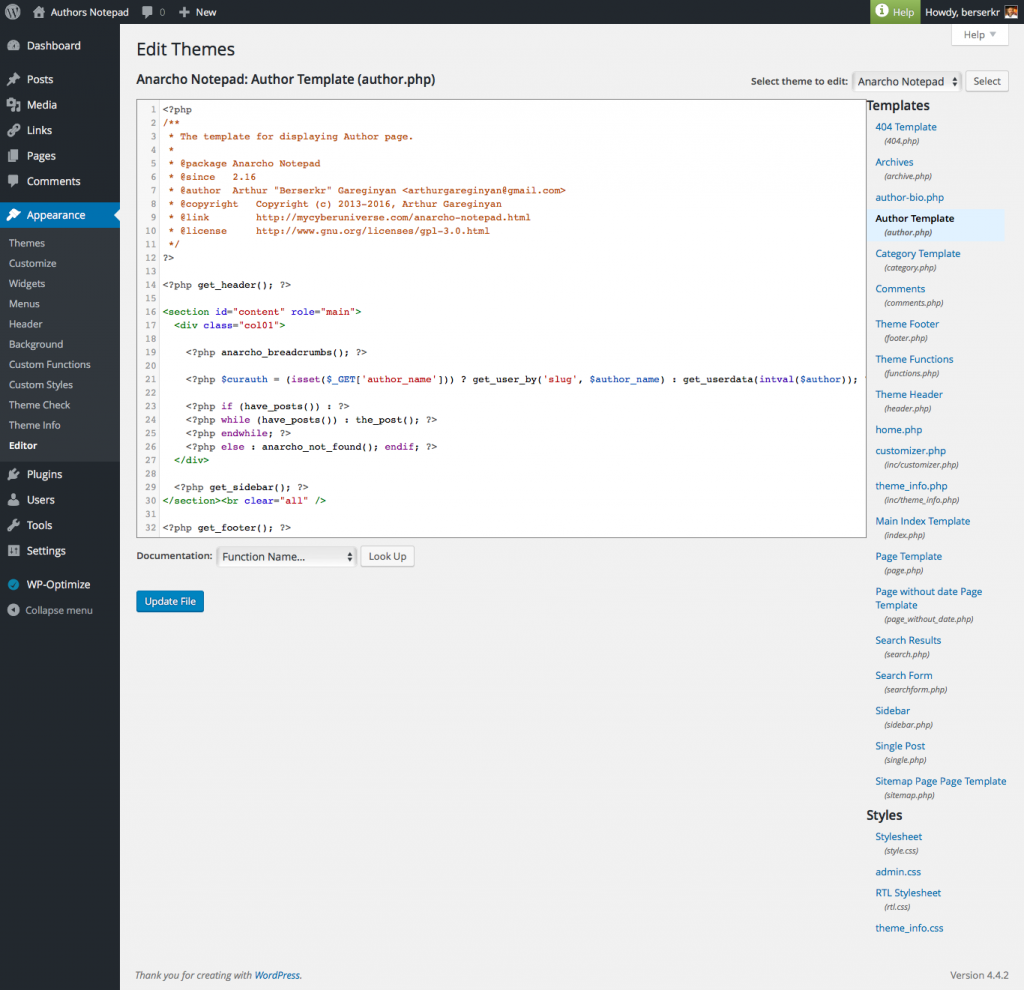 Authors Notepad 0 New Help Howdy, berserkr
Help
Dashboard
Posts
Media
Links
Pages
Comments
Appearance
Themes
Customize
Widgets
Menus
Header
Background
Custom Functions
Custom Styles
Theme Check
Theme Info
Editor
Plugins
Users
Tools
Settings
WP-Optimize
Collapse menu
Edit Themes
Anarcho Notepad: Author Template (author.php)
Select theme to edit: Anarcho Notepad Select
1 <?php
2 /**
3 * The template for displaying Author page.
4 *
5 * @package Anarcho Notepad
6 * @since 2.16
7 * @author Arthur "Berserkr" Gareginyan <arthurgareginyan@gmail.com>
8 * @copyright Copyright (c) 2013-2016, Arthur Gareginyan
9 * @link http://mycyberuniverse.com/anarcho-notepad.html
10 * @license http://www.gnu.org/licenses/gpl-3.0.html
11 */
12 ?>
13
14 <?php get_header(); ?>
15
16 <section id="content" role="main">
17 <div class="col01">
18
19 <?php anarcho_breadcrumbs(); ?>
20
21 <?php $curauth = (isset($_GET['author_name'])) ? get_user_by('slug', $author_name) : get_userdata(intval($author));
22
23 <?php if (have_posts()) : ?>
24 <?php while (have_posts()) : the_post(); ?>
25 <?php endwhile; ?>
26 <?php else : anarcho_not_found(); endif; ?>
27 </div>
28
29 <?php get_sidebar(); ?>
30 </section><br clear="all" />
31
32 <?php get_footer(); ?>
Documentation: Function Name... Look Up
Update File
Templates
404 Template
(404.php)
Archives
(archive.php)
author-bio.php
Author Template
(author.php)
Category Template
(category.php)
Comments
(comments.php)
Theme Footer
(footer.php)
Theme Functions
(functions.php)
Theme Header
(header.php)
home.php
customizer.php
(inc/customizer.php)
theme_info.php
(inc/theme_info.php)
Main Index Template
(index.php)
Page Template
(page.php)
Page without date Page
Template
(page_without_date.php)
Search Results
(search.php)
Search Form
(searchform.php)
Sidebar
(sidebar.php)
Single Post
(single.php)
Sitemap Page Page Template
(sitemap.php)
Styles
Stylesheet
(style.css)
admin.css
RTL Stylesheet
(rtl.css)
theme_info.css
Thank you for creating with WordPress.
Version 4.4.2